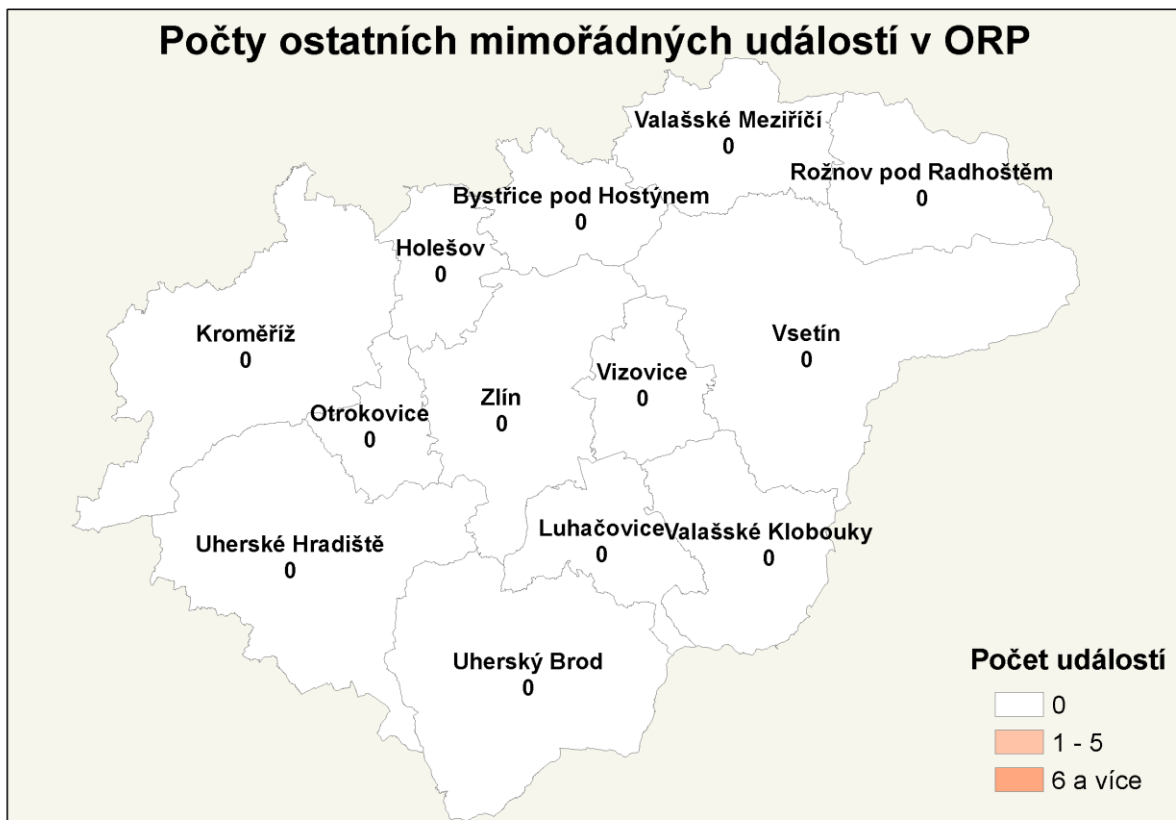 Počty ostatních mimořádných událostí v ORP
Valašské Meziříčí
0
Rožnov pod Radhoštěm
0
Bystřice pod Hostýnem
0
Holešov
0
Kroměříž
0
Vsetín
0
Vizovice
0
Zlín
0
Otrokovice
0
Luhačovice
0
Valašské Klobouky
0
Uherské Hradiště
0
Uherský Brod
0
Počet událostí
0
1 - 5
6 a více